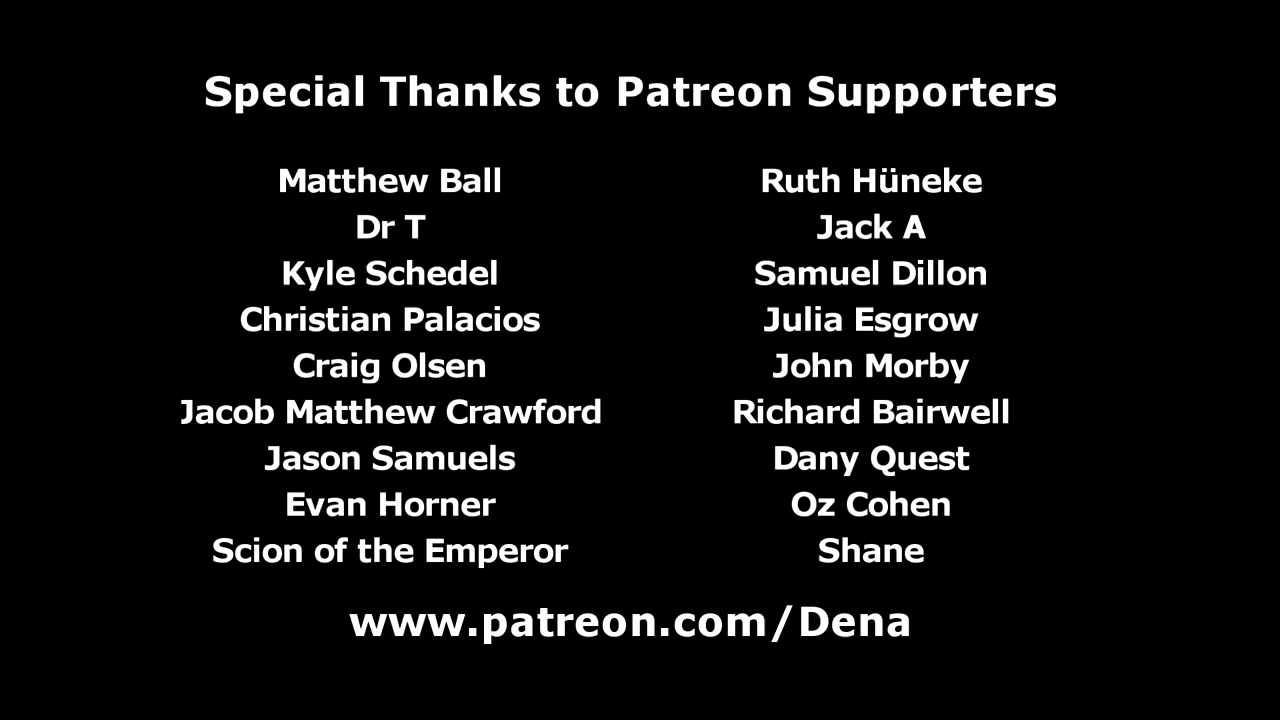 Special Thanks to Patreon Supporters
Matthew Ball
Dr T
Kyle Schedel
Christian Palacios
Craig Olsen
Jacob Matthew Crawford
Jason Samuels
Evan Horner
Scion of the Emperor
Ruth Hüneke
Jack A
Samuel Dillon
Julia Esgrow
John Morby
Richard Bairwell
Dany Quest
Oz Cohen
Shane
www.patreon.com/Dena